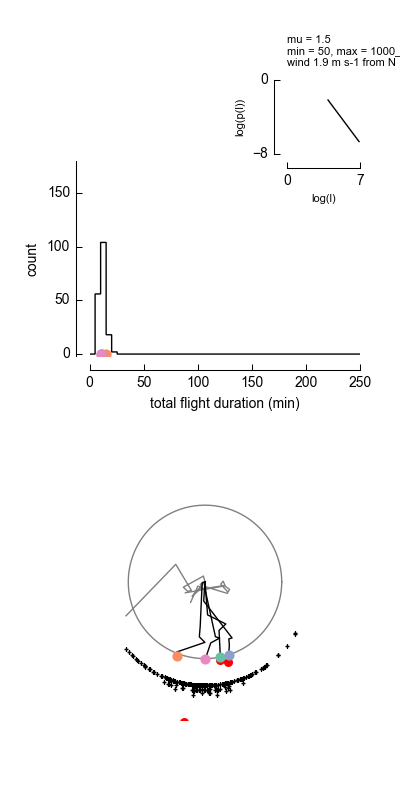 mu = 1.5
min = 50, max = 1000_
wind 1.9 m s-1 from N
0
log(p(l))
−8
0
7
log(l)
150
100
count
50
0
0
50
100
150
200
250
total flight duration (min)